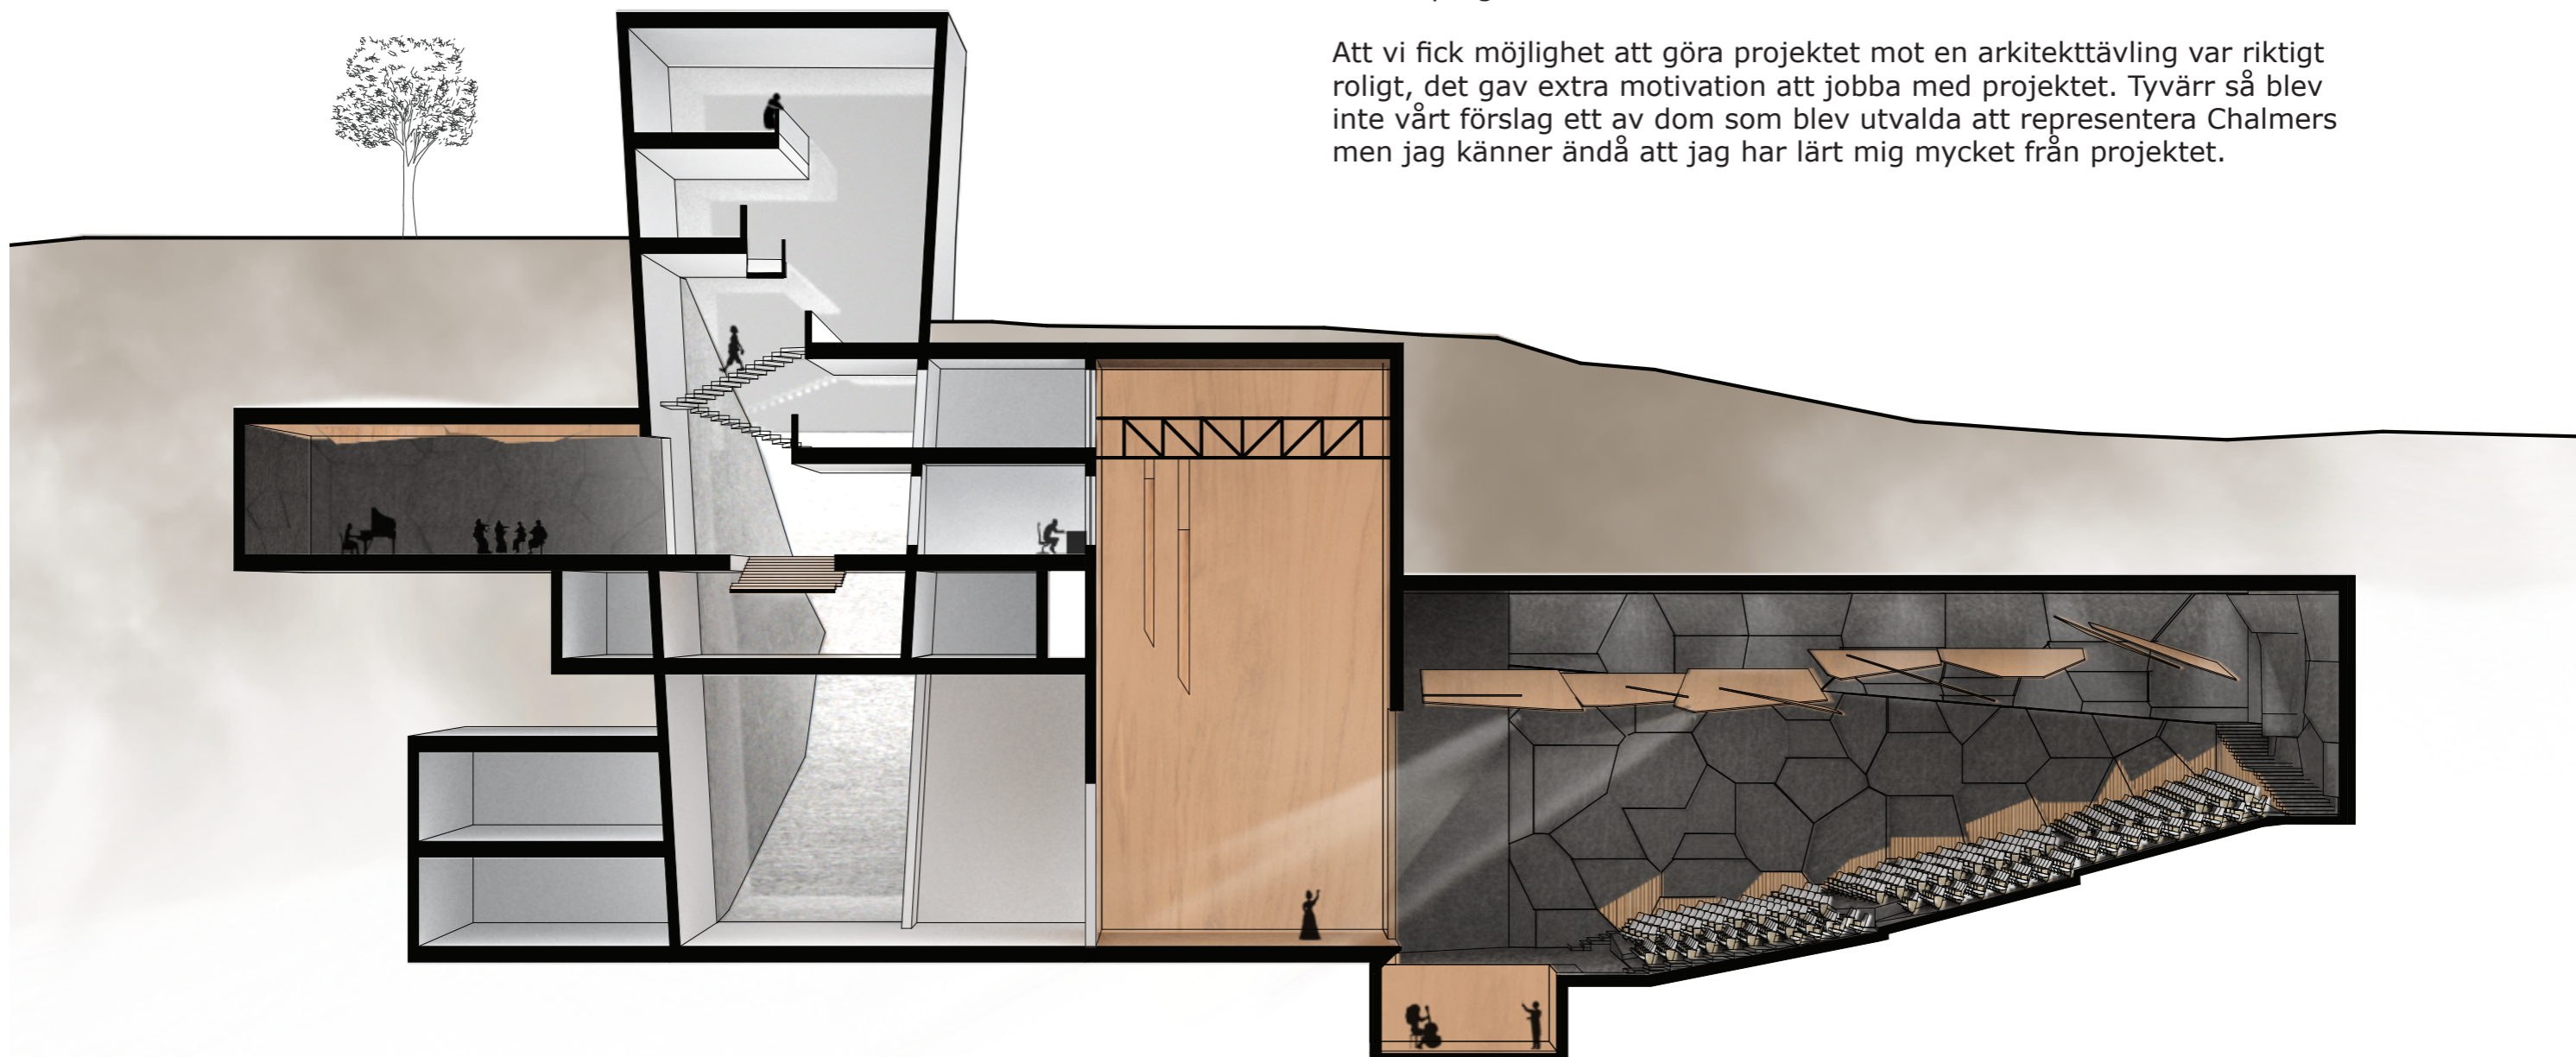 Att vi fick möjlighet att göra projektet mot en arkitekttävling var riktigt
roligt, det gav extra motivation att jobba med projektet. Tyvärr så blev
inte vårt förslag ett av dom som blev utvalda att representera Chalmers
men jag känner ändå att jag har lärt mig mycket från projektet.